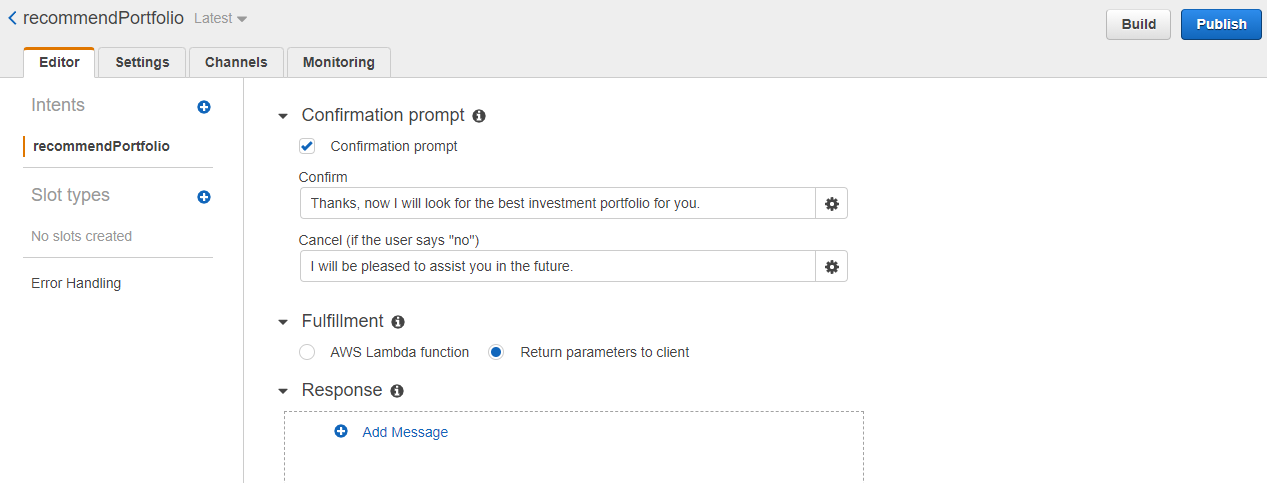 recommendPortfolio Latest
Build Publish
Editor Settings Channels Monitoring
Intents
recommendPortfolio
Slot types
No slots created
Error Handling
Confirmation prompt
Confirmation prompt
Confirm
Thanks, now I will look for the best investment portfolio for you.
Cancel (if the user says "no")
I will be pleased to assist you in the future.
Fulfillment
AWS Lambda function Return parameters to client
Response
Add Message